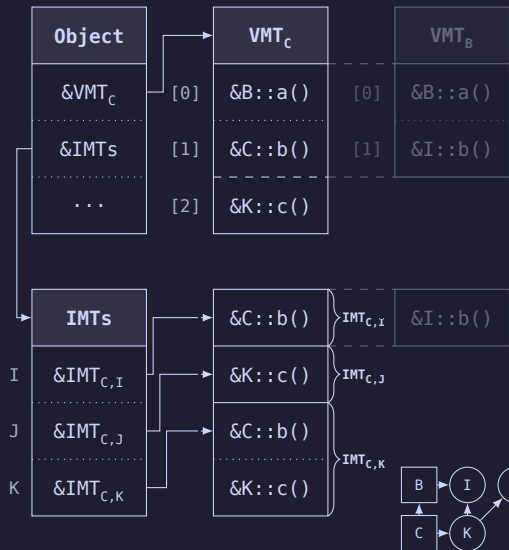 Object VMT_C VMT_B
&VMT_C [0] &B::a() [0] &B::a()
&IMTs [1] &C::b() [1] &I::b()
... [2] &K::c()
IMTs &C::b() IMT_C,I &I::b()
I &IMT_C,I &K::c() IMT_C,J
J &IMT_C,J &C::b()
IMT_C,K
K &IMT_C,K &K::c()
B I
C K